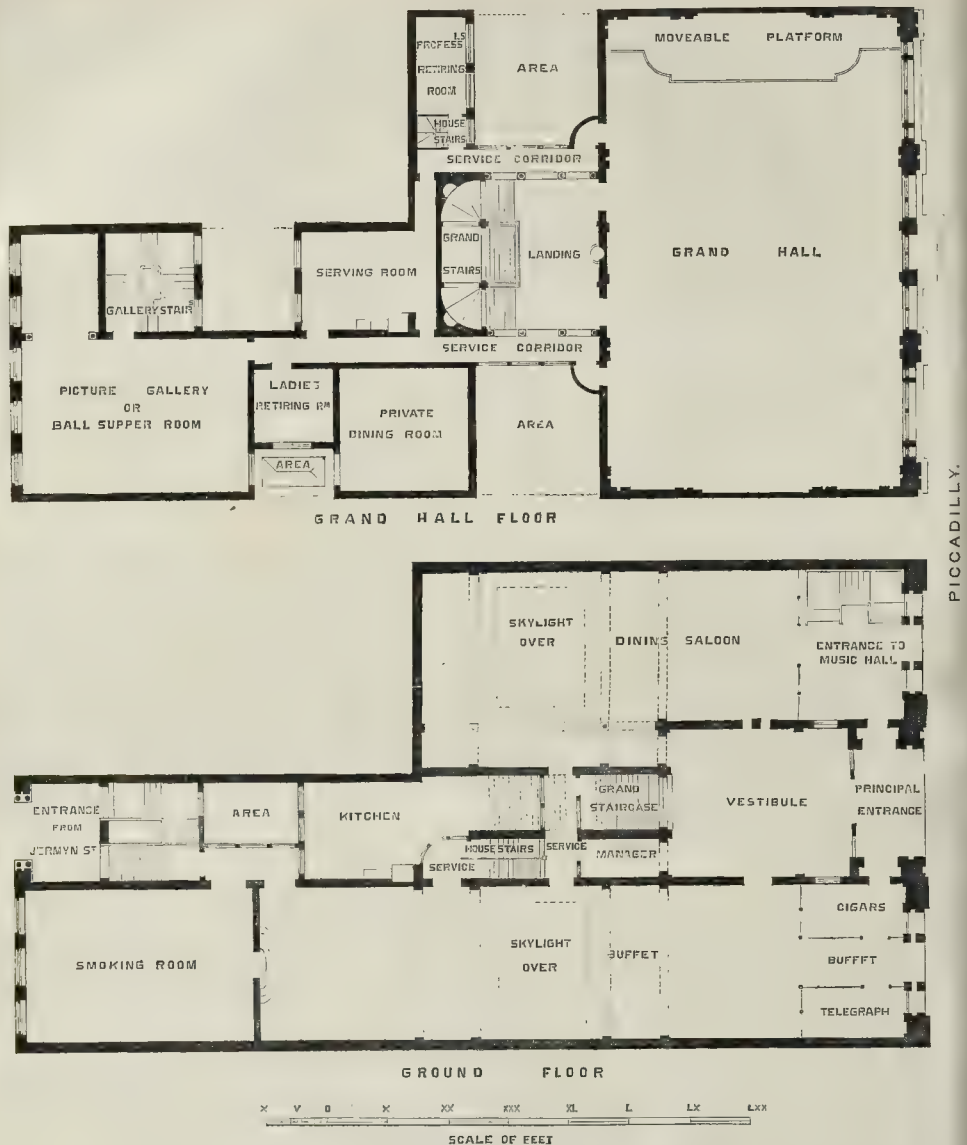 PROFESS
LS
RETIRING
ROOM
AREA
MOVEABLE PLATFORM
HOUSE
STAIRS
SERVICE CORRIDOR
GRAND
STAIRS
LANDING
GRAND HALL
SERVING ROOM
GALLERY STAIRS
SERVICE CORRIDOR
PICTURE GALLERY
OR
BALL SUPPER ROOM
LADIES
RETIRING RM
PRIVATE
DINING ROOM
AREA
AREA
GRAND HALL FLOOR
PICCADILLY.
SKYLIGHT
OVER
DINING SALOON
ENTRANCE TO
MUSIC HALL
ENTRANCE
FROM
JERMYN ST
AREA
KITCHEN
GRAND
STAIRCASE
VESTIBULE
PRINCIPAL
ENTRANCE
HOUSE STAIRS
SERVICE
SERVICE
MANAGER
SMOKING ROOM
SKYLIGHT
OVER
BUFFET
CIGARS
BUFFET
TELEGRAPH
GROUND FLOOR
X V 0 X XX XXX XL L LX LXX
SCALE OF FEET